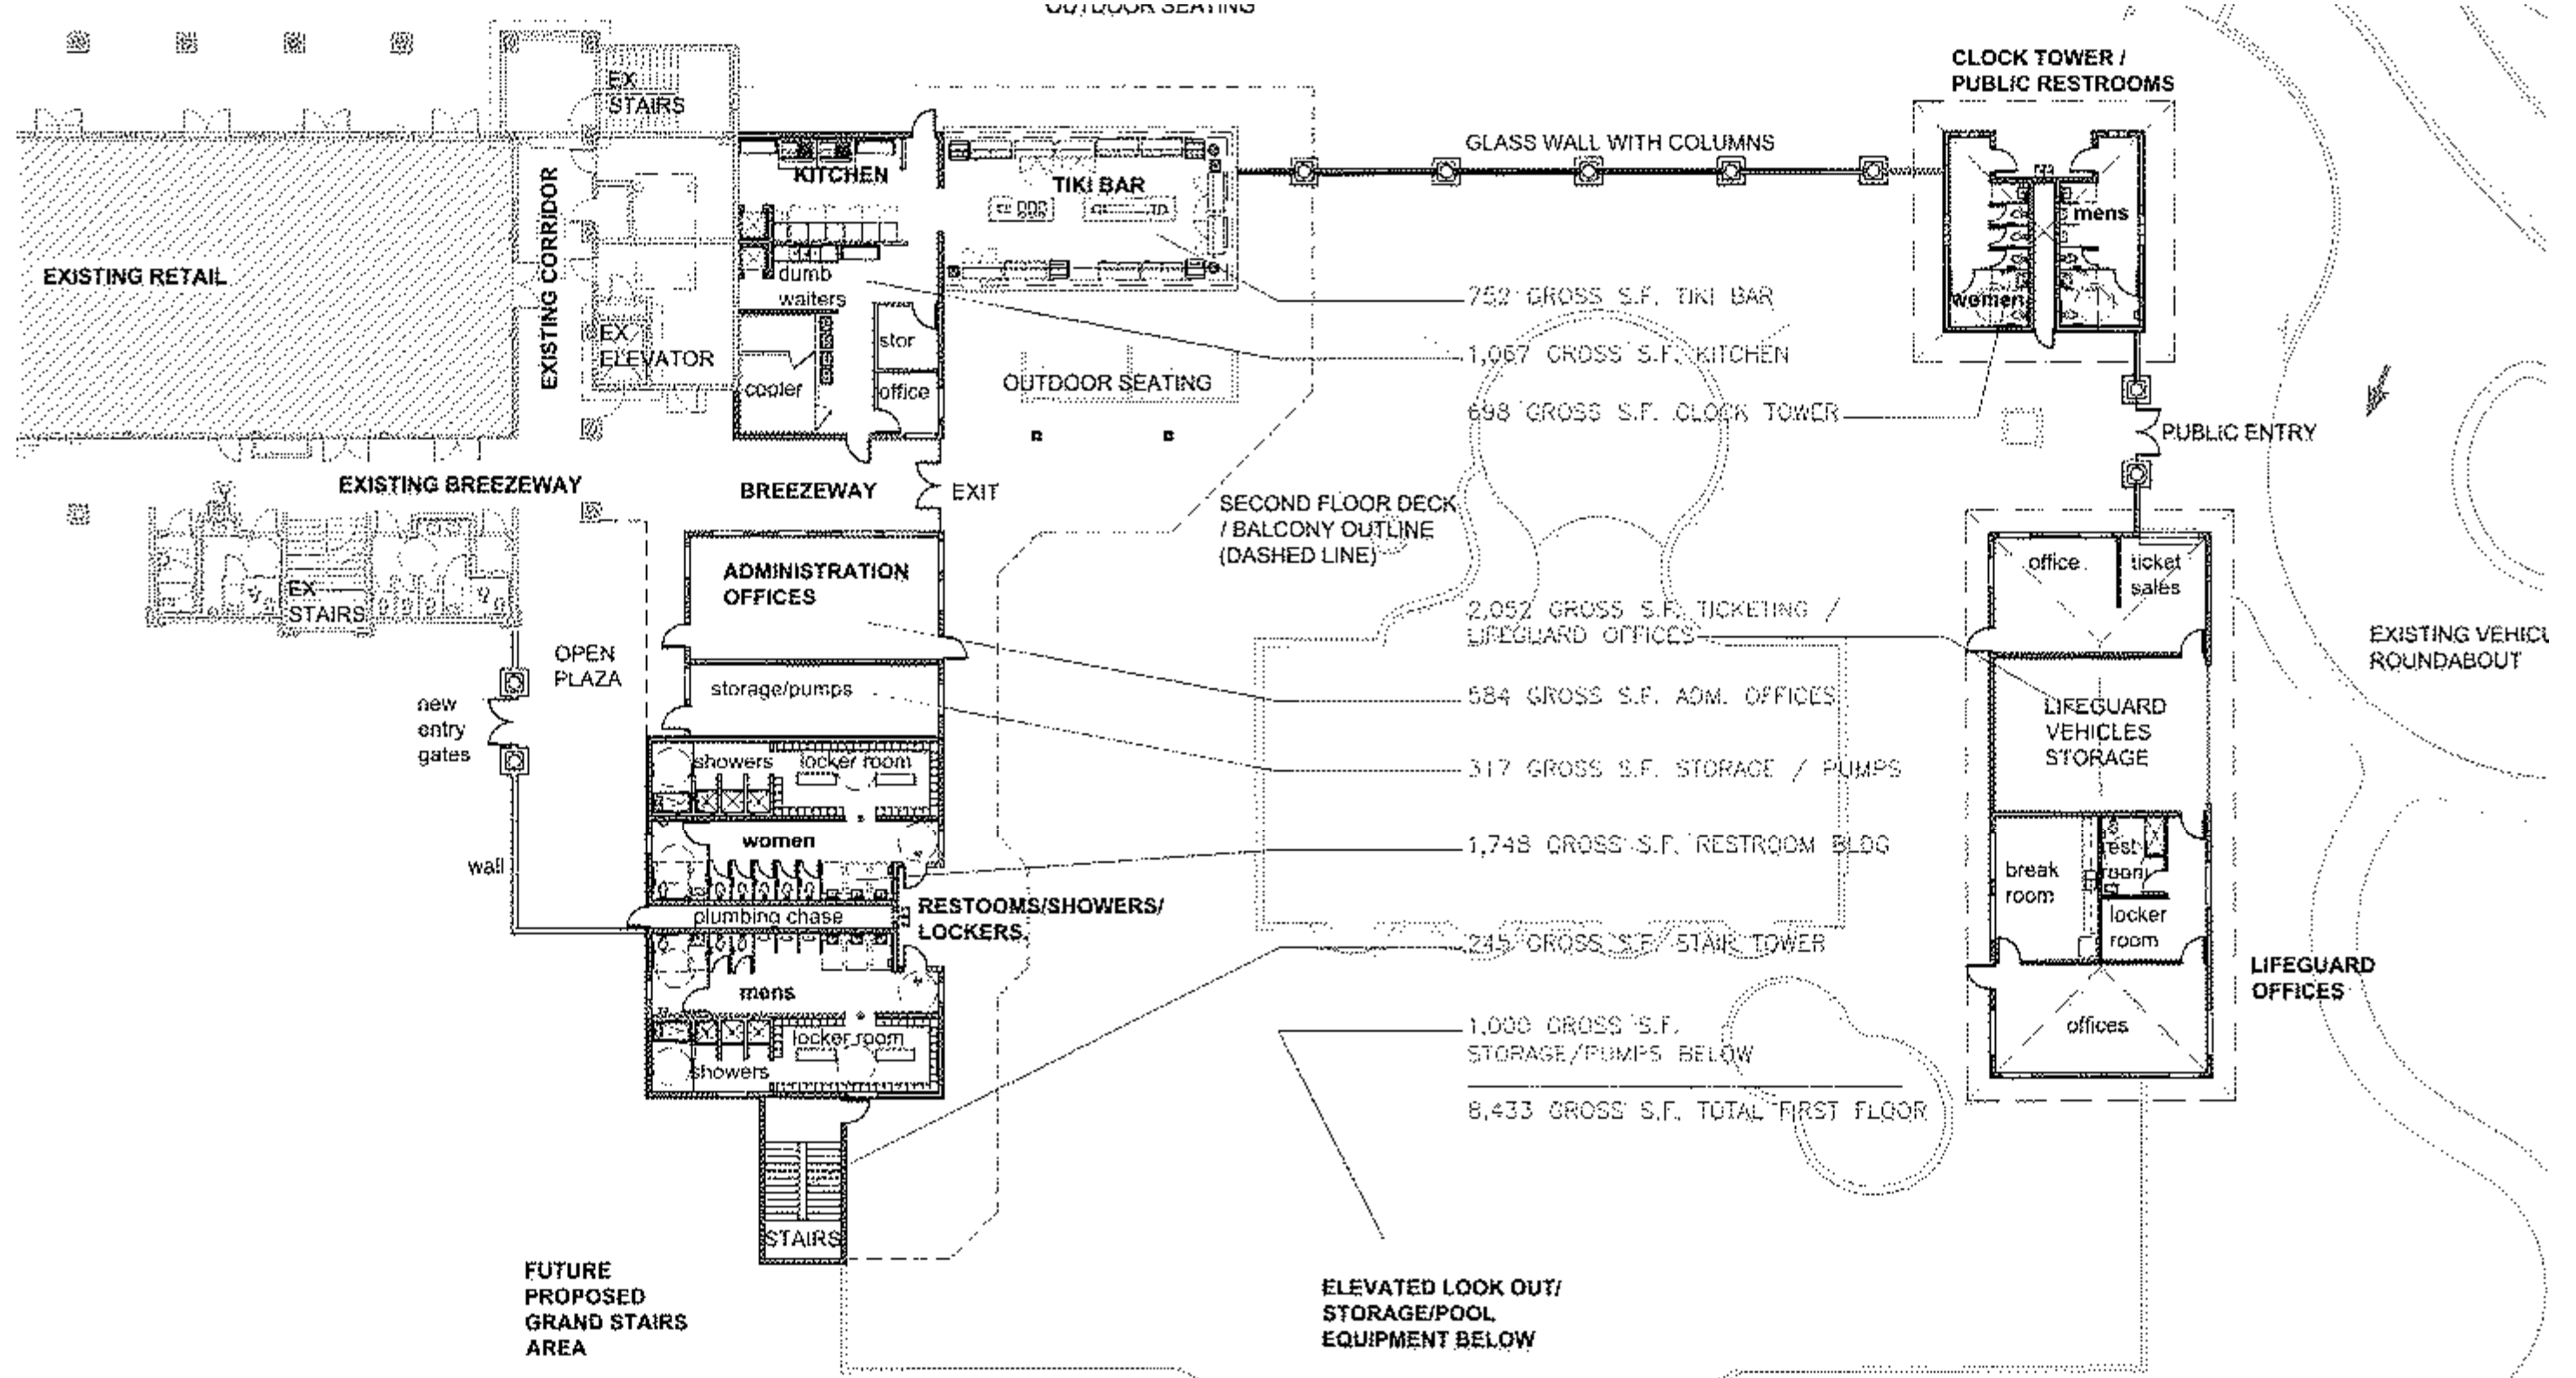 OUTDOOR SEATING
CLOCK TOWER /
PUBLIC RESTROOMS
EX
STAIRS
GLASS WALL WITH COLUMNS
KITCHEN
TIKI BAR
mens
EXISTING RETAIL
EXISTING CORRIDOR
dumb
waiters
women
752 GROSS S.F. TIKI BAR
EX
ELEVATOR
stor
1,067 GROSS S.F. KITCHEN
cooler
office
OUTDOOR SEATING
698 GROSS S.F. CLOCK TOWER
PUBLIC ENTRY
EXISTING BREEZEWAY
BREEZEWAY
EXIT
SECOND FLOOR DECK
/ BALCONY OUTLINE
(DASHED LINE)
ADMINISTRATION
OFFICES
office
ticket
sales
EX
STAIRS
2,052 GROSS S.F. TICKETING /
LIFEGUARD OFFICES
EXISTING VEHICU
ROUNDABOUT
OPEN
PLAZA
storage/pumps
584 GROSS S.F. ADM. OFFICES
new
entry
gates
LIFEGUARD
VEHICLES
STORAGE
showers
locker room
317 GROSS S.F. STORAGE / PUMPS
women
1,748 GROSS S.F. RESTROOM BLDG
wall
break
room
rest
room
plumbing chase
RESTOOMS/SHOWERS/
LOCKERS
locker
room
245 GROSS S.F. STAIR TOWER
mens
LIFEGUARD
OFFICES
locker room
showers
1,000 GROSS S.F.
STORAGE/PUMPS BELOW
offices
8,433 GROSS S.F. TOTAL FIRST FLOOR
STAIRS
FUTURE
PROPOSED
GRAND STAIRS
AREA
ELEVATED LOOK OUT/
STORAGE/POOL
EQUIPMENT BELOW